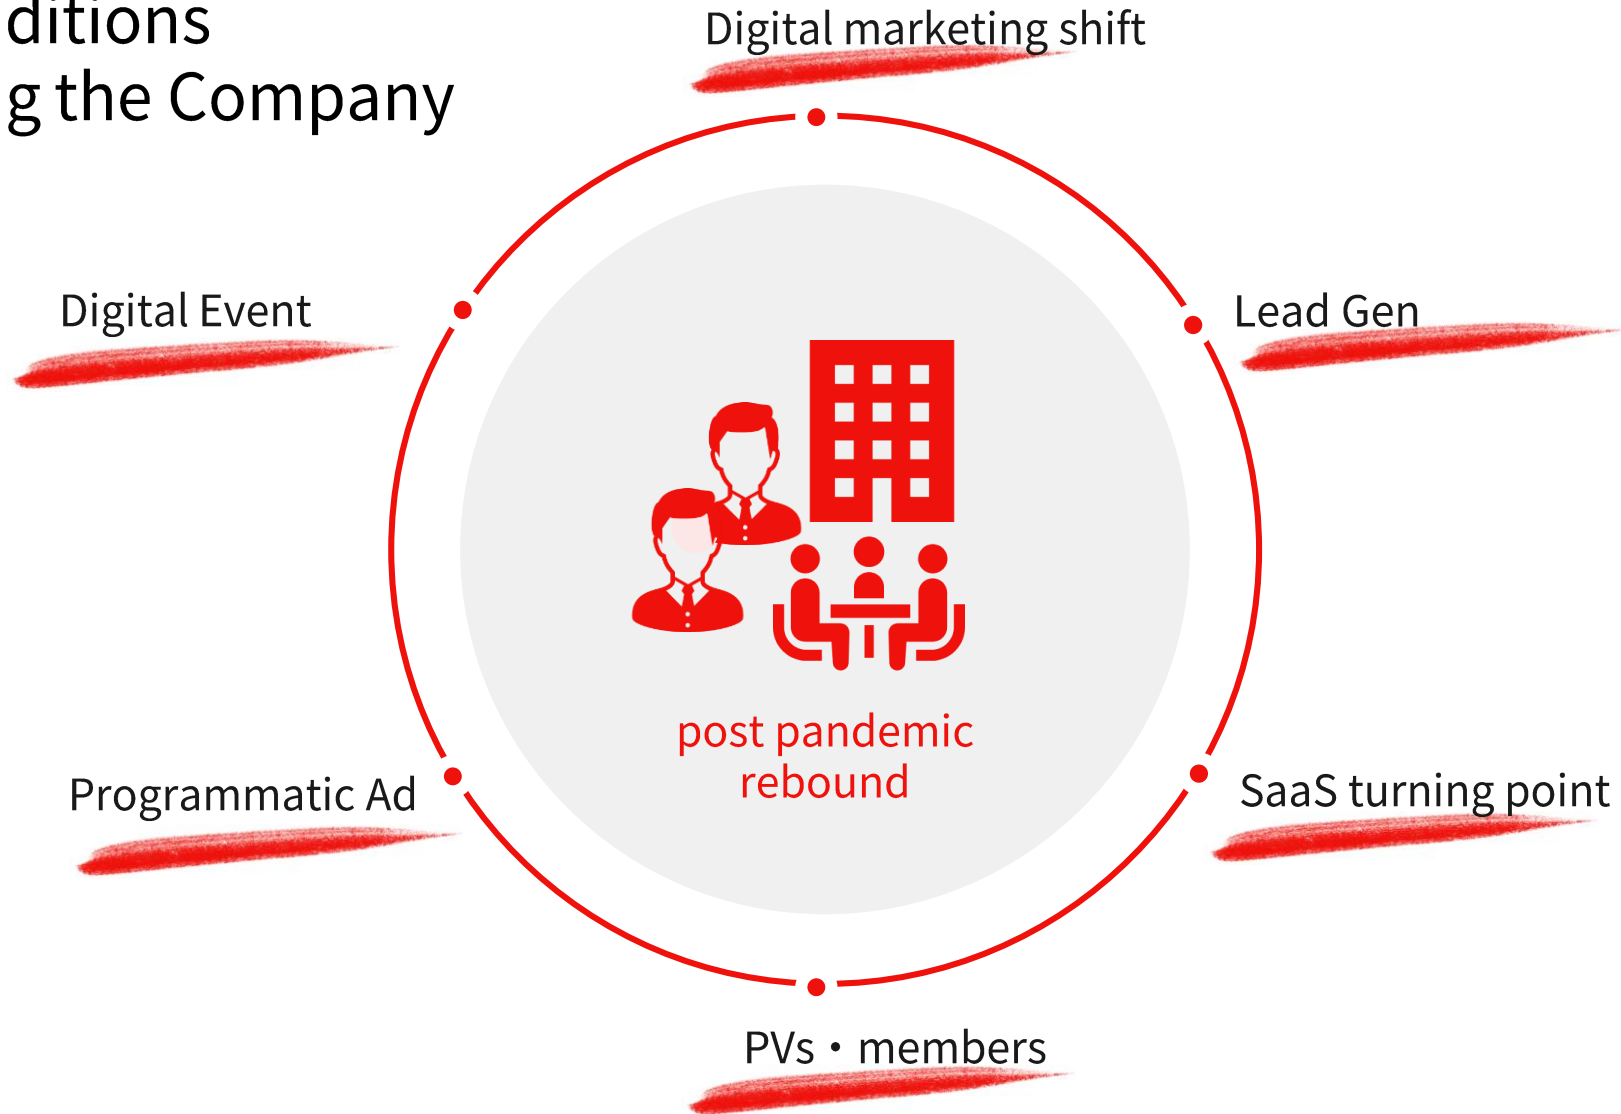 ditions
g the Company
Digital marketing shift
Digital Event
Lead Gen
post pandemic
rebound
Programmatic Ad
SaaS turning point
PVs・members